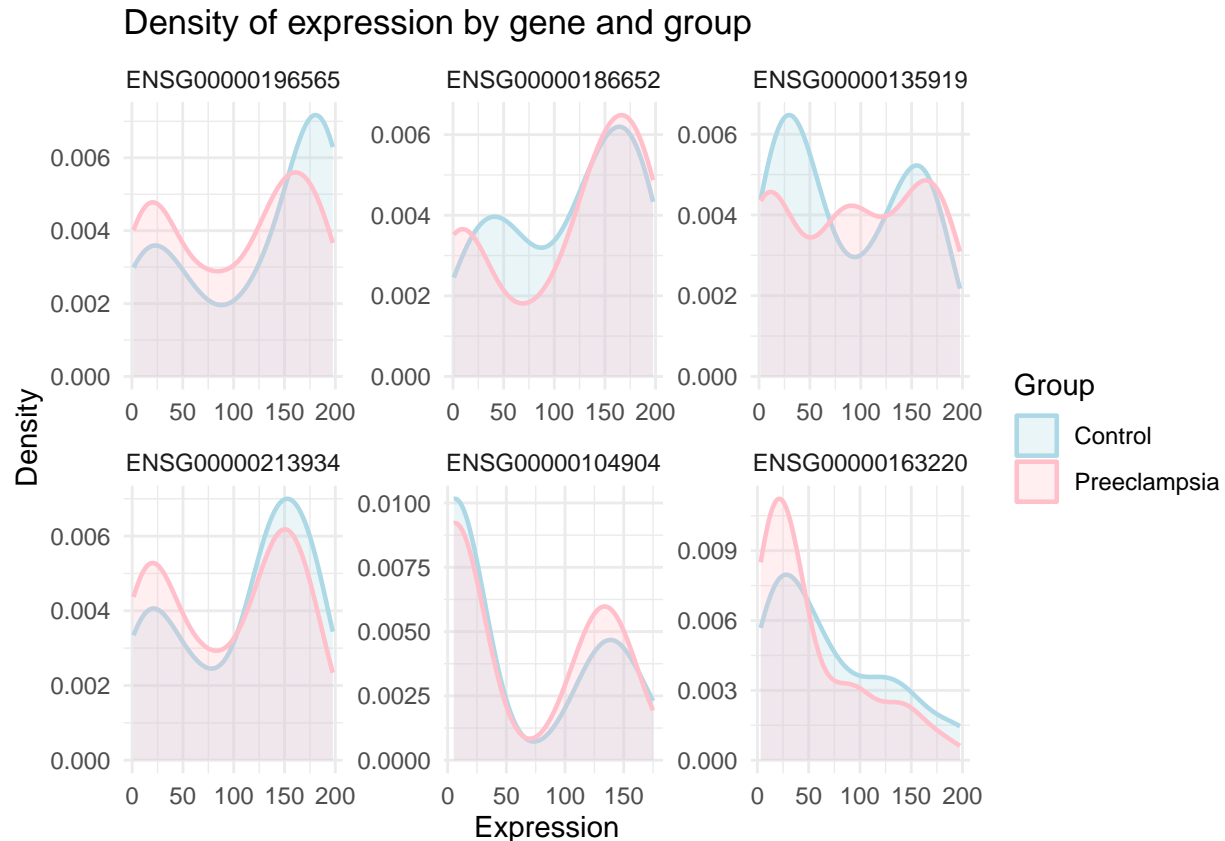 Density of expression by gene and group
ENSG00000196565 ENSG00000186652 ENSG00000135919
0.006 0.006 0.006
0.004 0.004 0.004
0.002 0.002 0.002
0.000 0.000 0.000
0 50 100 150 200 0 50 100 150 200 0 50 100 150 200
Density
ENSG00000213934 ENSG00000104904 ENSG00000163220
0.006 0.0100 0.009
0.004 0.0075 0.006
0.002 0.0050 0.003
0.000 0.0025 0.000
0.0000
0 50 100 150 200 0 50 100 150 0 50 100 150 200
Expression
Group
Control
Preeclampsia